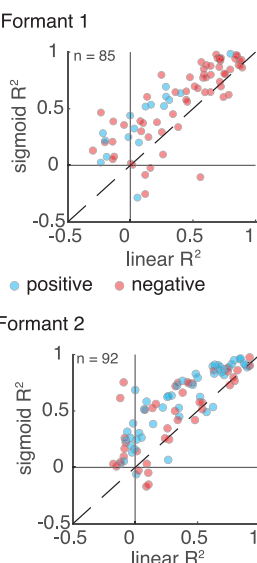 Formant 1
1
n = 85
0.5
sigmoid R²
0
-0.5
-0.5 0 0.5 1
linear R²
positive negative
Formant 2
1
n = 92
0.5
sigmoid R²
0
-0.5
-0.5 0 0.5 1
linear R²